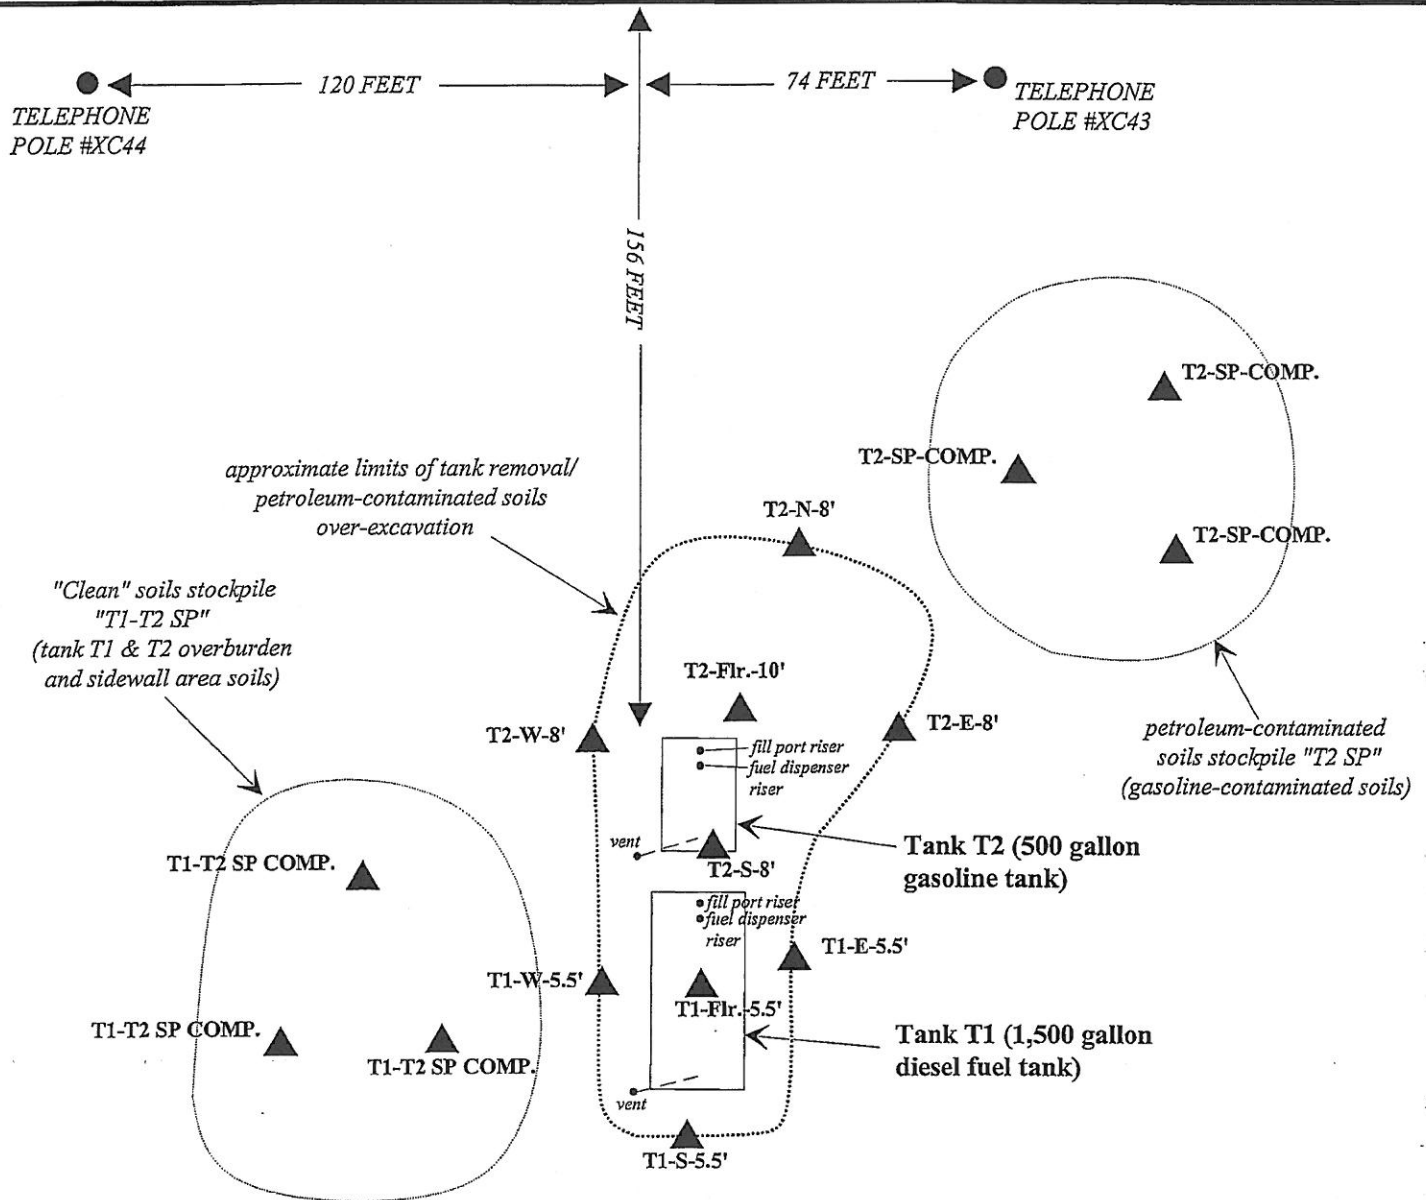 120 FEET
74 FEET
TELEPHONE
POLE #XC44
TELEPHONE
POLE #XC43
156 FEET
T2-SP-COMP.
T2-SP-COMP.
T2-SP-COMP.
approximate limits of tank removal/
petroleum-contaminated soils
over-excavation
T2-N-8'
"Clean" soils stockpile
"T1-T2 SP"
(tank T1 & T2 overburden
and sidewall area soils)
T2-Flr.-10'
T2-W-8'
T2-E-8'
petroleum-contaminated
soils stockpile "T2 SP"
(gasoline-contaminated soils)
fill port riser
fuel dispenser
riser
vent
T2-S-8'
Tank T2 (500 gallon
gasoline tank)
T1-T2 SP COMP.
fill port riser
fuel dispenser
riser
T1-E-5.5'
T1-W-5.5'
T1-Flr.-5.5'
T1-T2 SP COMP.
T1-T2 SP COMP.
Tank T1 (1,500 gallon
diesel fuel tank)
vent
T1-S-5.5'